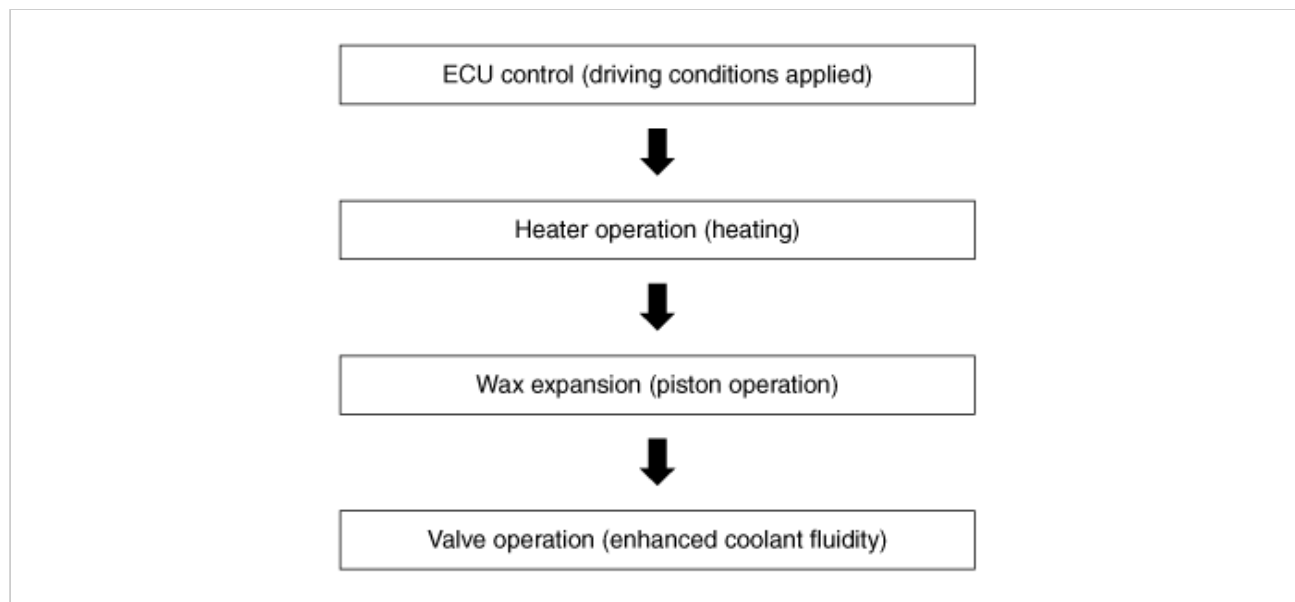 ECU control (driving conditions applied)
Heater operation (heating)
Wax expansion (piston operation)
Valve operation (enhanced coolant fluidity)